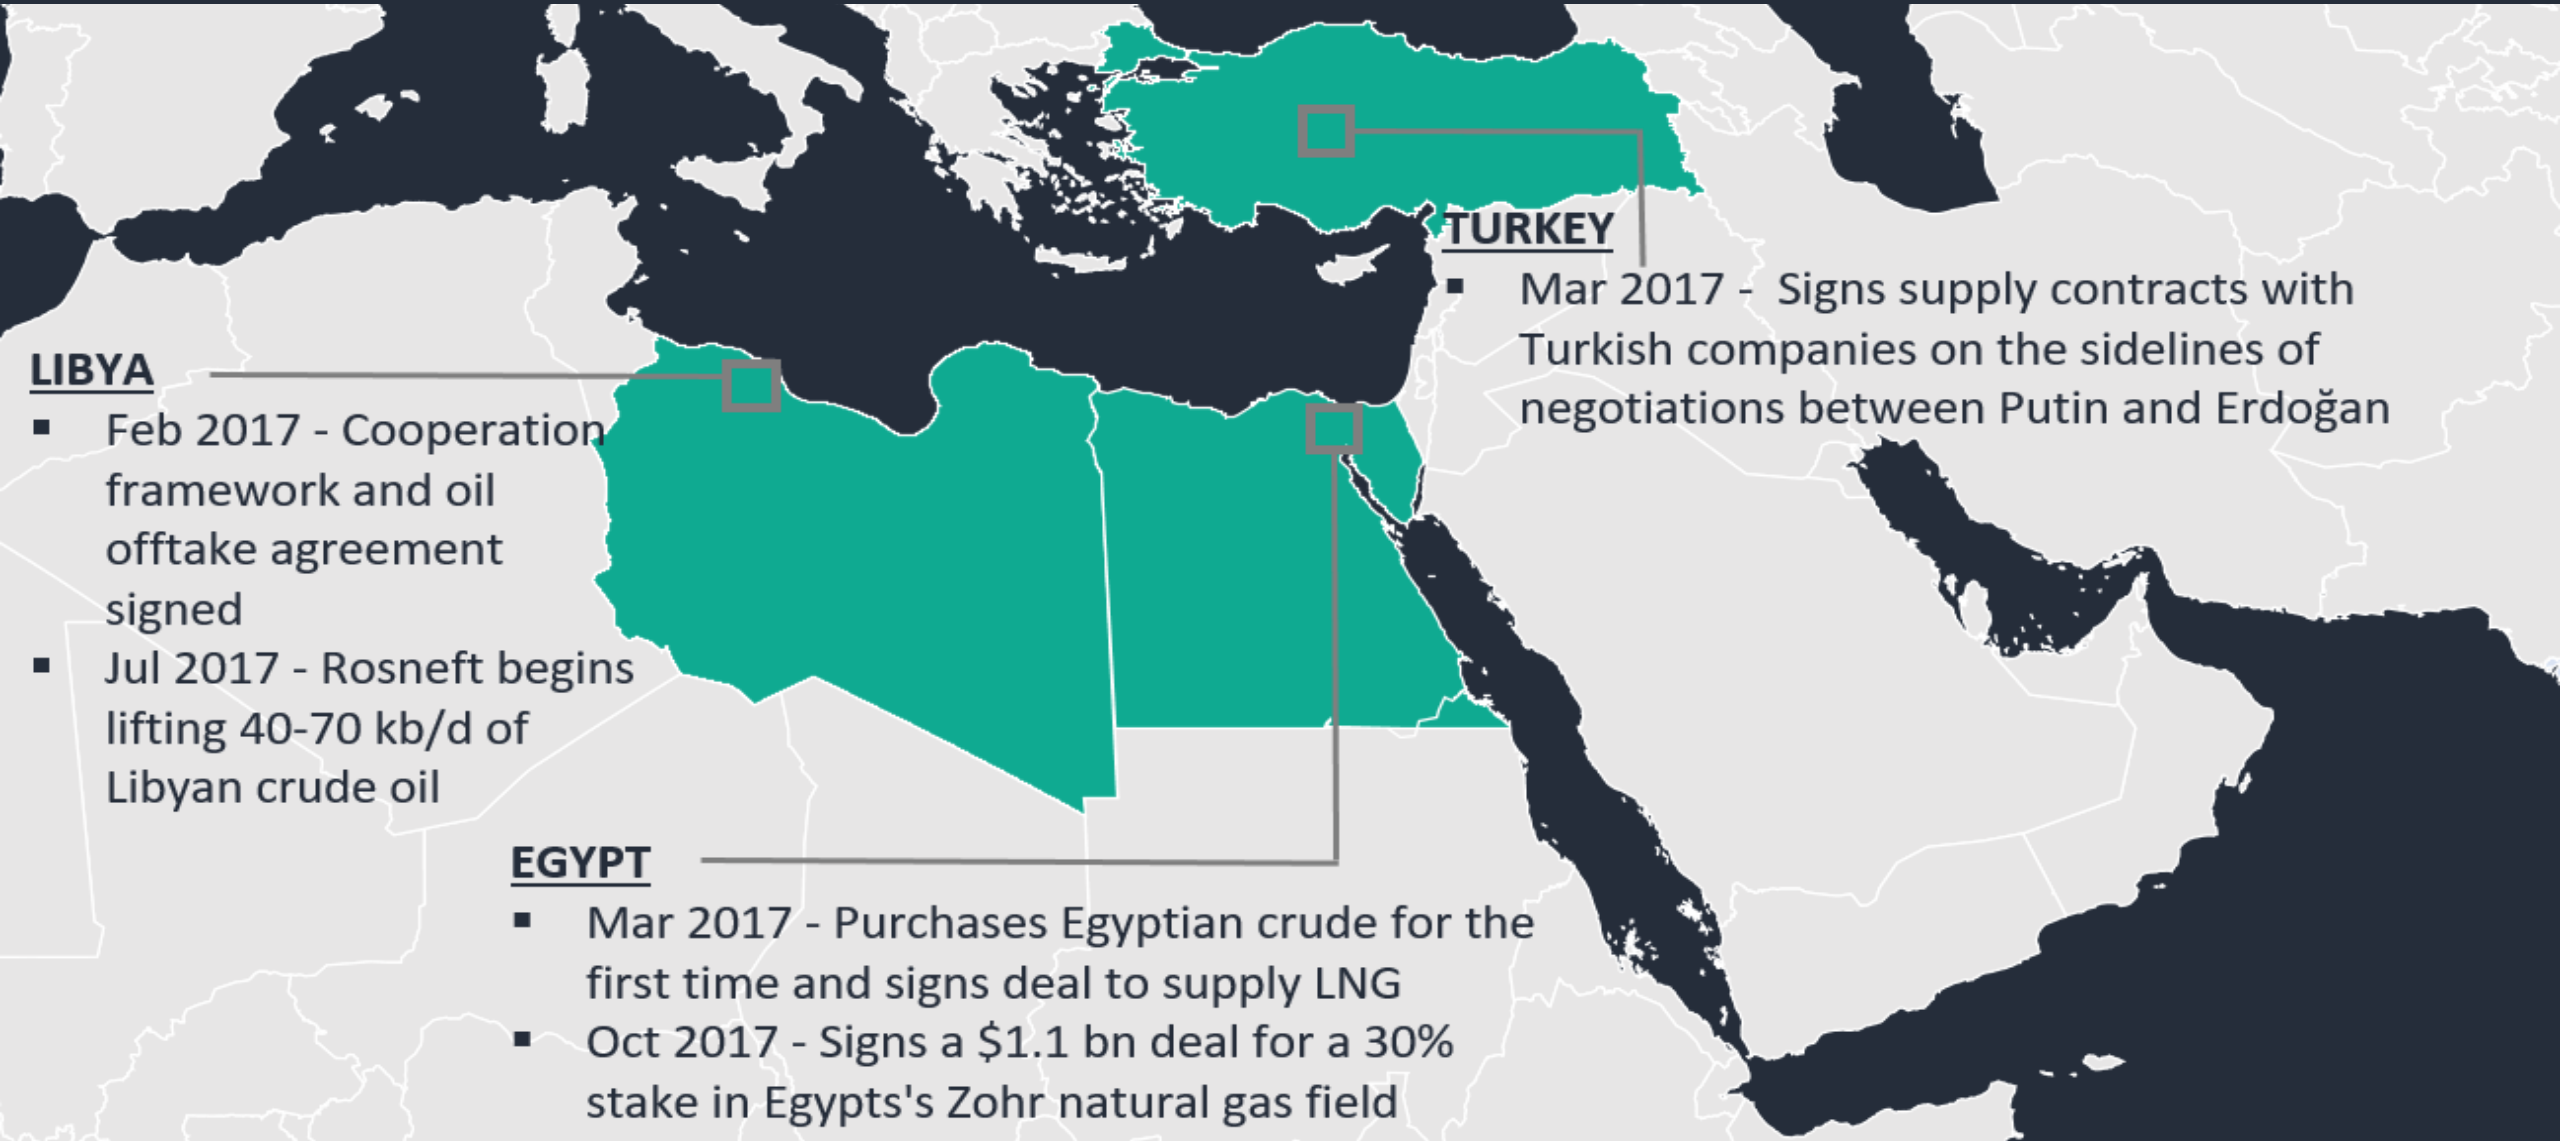 TURKEY
▪ Mar 2017 -  Signs supply contracts with
Turkish companies on the sidelines of
negotiations between Putin and Erdoğan
LIBYA
▪ Feb 2017 - Cooperation
framework and oil
offtake agreement
signed
▪ Jul 2017 - Rosneft begins
lifting 40-70 kb/d of
Libyan crude oil
EGYPT
▪ Mar 2017 - Purchases Egyptian crude for the
first time and signs deal to supply LNG
▪ Oct 2017 - Signs a $1.1 bn deal for a 30%
stake in Egypts's Zohr natural gas field